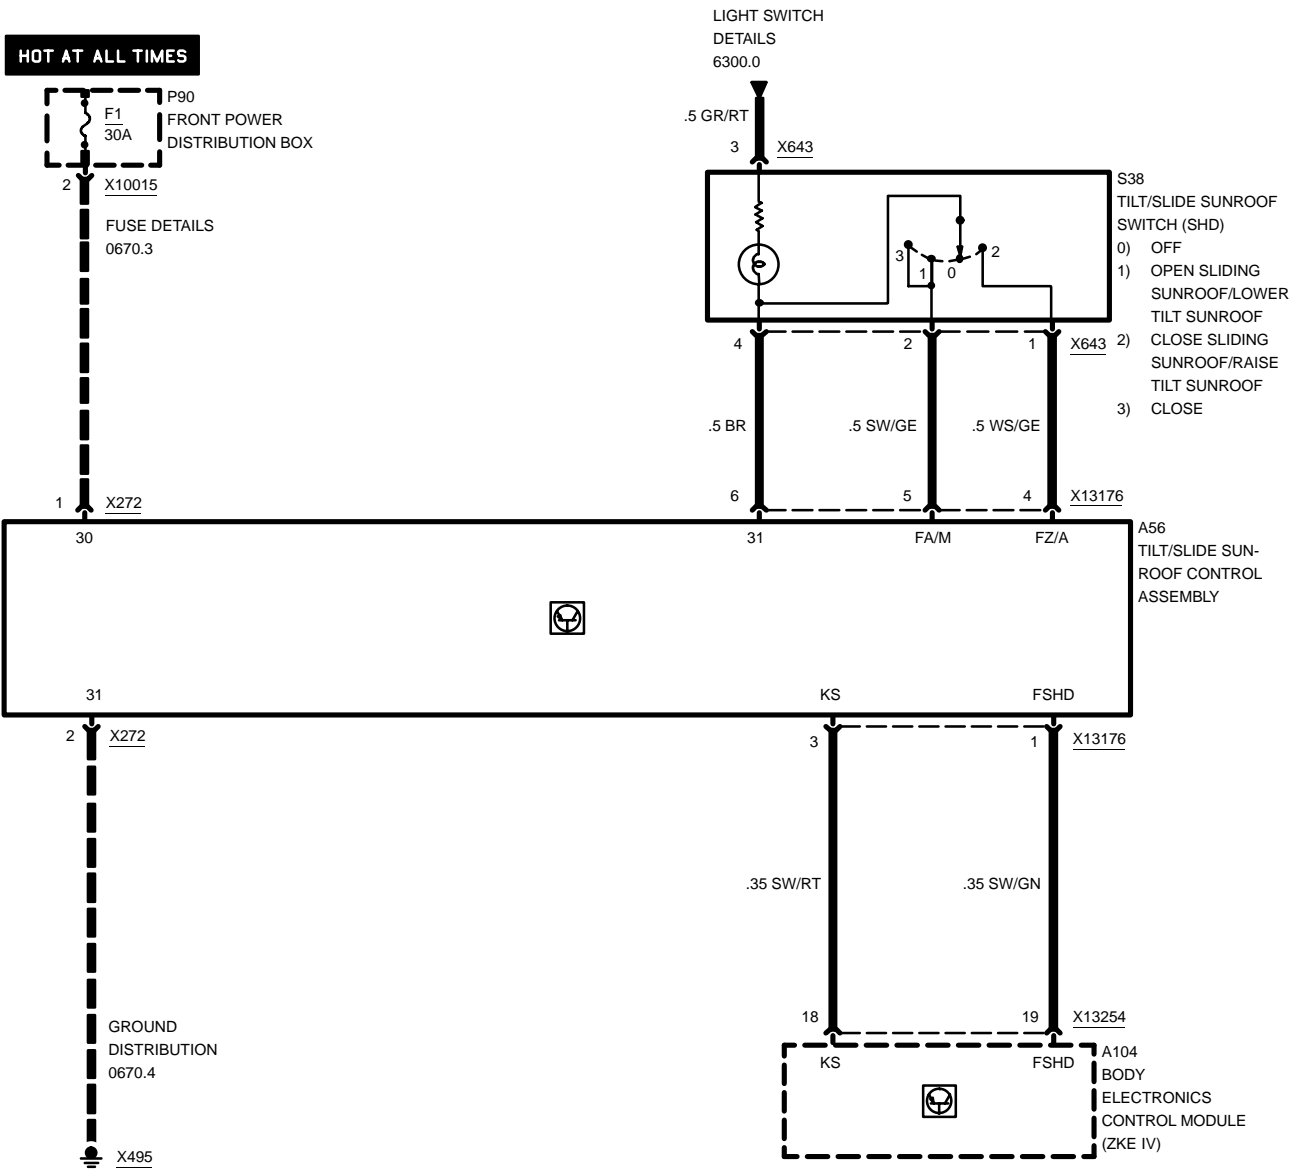 LIGHT SWITCH
DETAILS
6300.0
HOT AT ALL TIMES
P90
FRONT POWER
DISTRIBUTION BOX
F1
30A
2 X10015
FUSE DETAILS
0670.3
.5 GR/RT
3 X643
S38
TILT/SLIDE SUNROOF
SWITCH (SHD)
0) OFF
1) OPEN SLIDING
SUNROOF/LOWER
TILT SUNROOF
2) CLOSE SLIDING
SUNROOF/RAISE
TILT SUNROOF
3) CLOSE
3 1 0 2
4 2 1 X643
.5 BR .5 SW/GE .5 WS/GE
1 X272
6 5 4 X13176
30 31 FA/M FZ/A
A56
TILT/SLIDE SUN-
ROOF CONTROL
ASSEMBLY
31 KS FSHD
2 X272
3 1 X13176
.35 SW/RT .35 SW/GN
GROUND
DISTRIBUTION
0670.4
18 19 X13254
KS FSHD
A104
BODY
ELECTRONICS
CONTROL MODULE
(ZKE IV)
X495